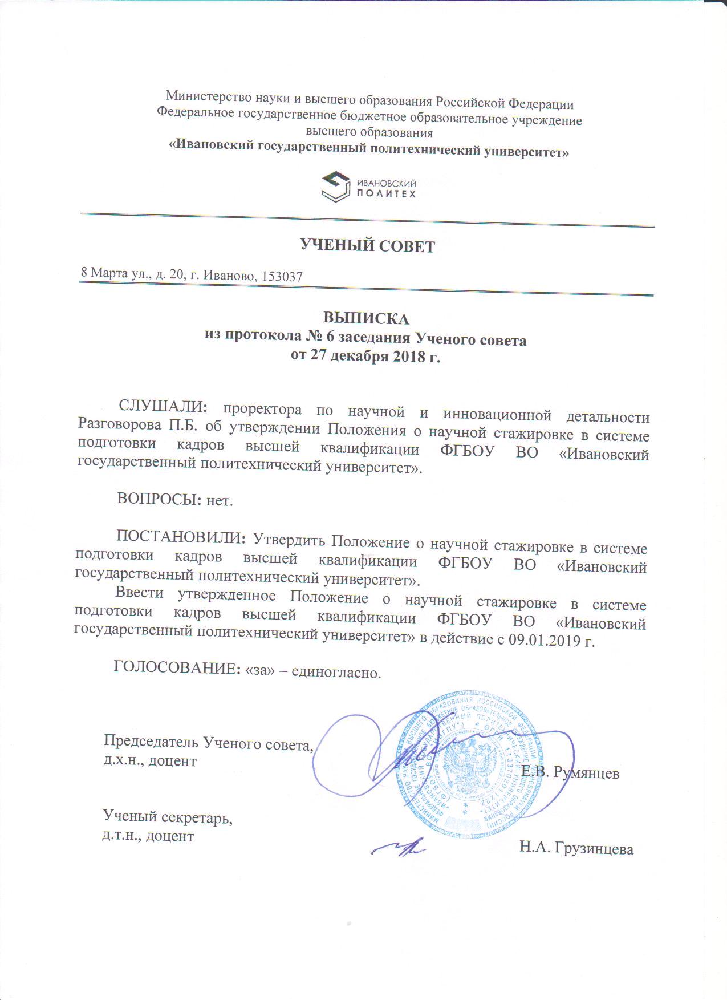 Министерство науки и высшего образования Российской Федерации
Федеральное государственное бюджетное образовательное учреждение
высшего образования
«Ивановский государственный политехнический университет»
ИВАНОВСКИЙ
ПОЛИТЕХ
УЧЕНЫЙ СОВЕТ
8 Марта ул., д. 20, г. Иваново, 153037
ВЫПИСКА
из протокола № 6 заседания Ученого совета
от 27 декабря 2018 г.
СЛУШАЛИ: проректора по научной и инновационной детальности
Разговорова П.Б. об утверждении Положения о научной стажировке в системе
подготовки кадров высшей квалификации ФГБОУ ВО «Ивановский
государственный политехнический университет».
ВОПРОСЫ: нет.
ПОСТАНОВИЛИ: Утвердить Положение о научной стажировке в системе
подготовки кадров высшей квалификации ФГБОУ ВО «Ивановский
государственный политехнический университет».
Ввести утвержденное Положение о научной стажировке в системе
подготовки кадров высшей квалификации ФГБОУ ВО «Ивановский
государственный политехнический университет» в действие с 09.01.2019 г.
ГОЛОСОВАНИЕ: «за» – единогласно.
Председатель Ученого совета,
д.х.н., доцент
Е.В. Румянцев
Ученый секретарь,
д.т.н., доцент
Н.А. Грузинцева